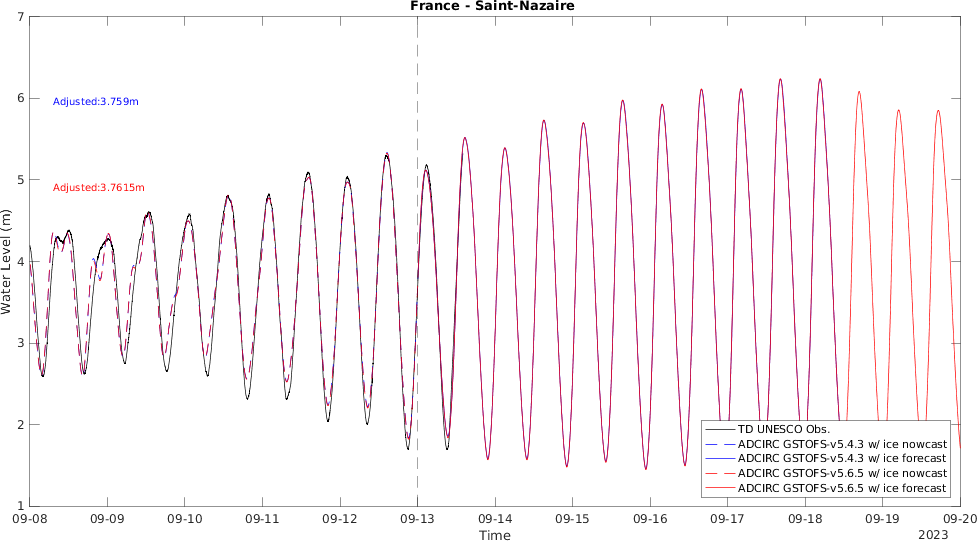 France - Saint-Nazaire
7
6
5
4
3
2
1
Water Level (m)
Adjusted:3.759m
Adjusted:3.7615m
TD UNESCO Obs.
ADCIRC GSTOFS-v5.4.3 w/ ice nowcast
ADCIRC GSTOFS-v5.4.3 w/ ice forecast
ADCIRC GSTOFS-v5.6.5 w/ ice nowcast
ADCIRC GSTOFS-v5.6.5 w/ ice forecast
09-08 09-09 09-10 09-11 09-12 09-13 09-14 09-15 09-16 09-17 09-18 09-19 09-20
Time
2023